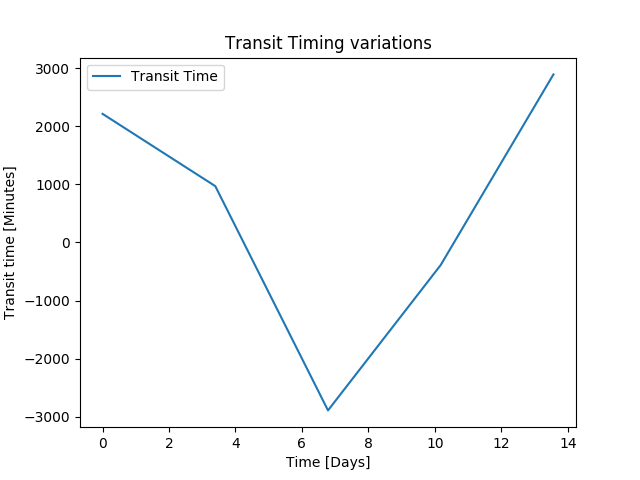 Transit Timing variations
Transit Time
3000
2000
1000
0
−1000
−2000
−3000
Transit time [Minutes]
0 2 4 6 8 10 12 14
Time [Days]